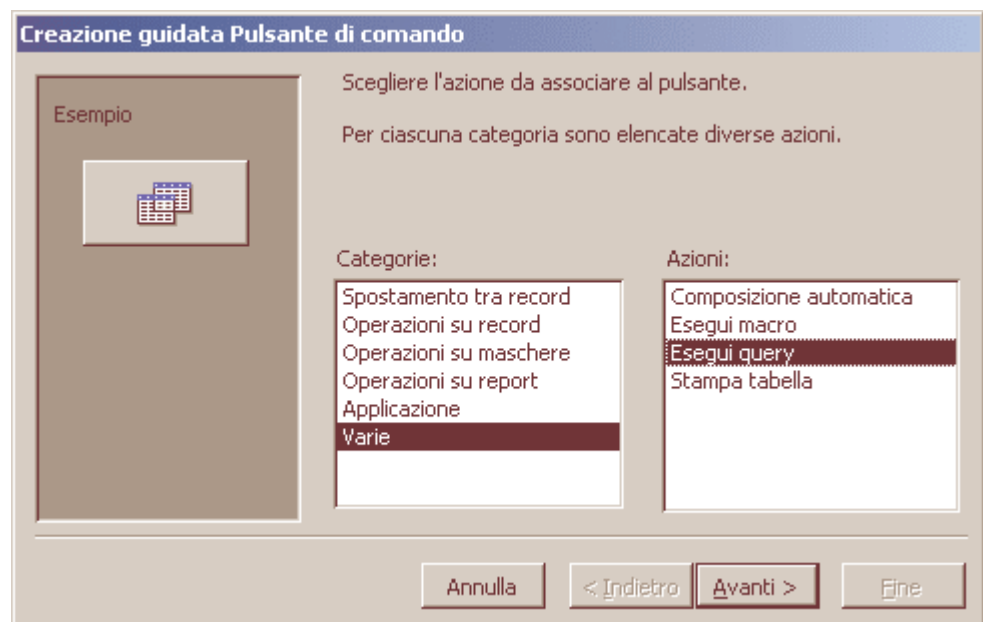 Creazione guidata Pulsante di comando
Esempio
Scegliere l'azione da associare al pulsante.
Per ciascuna categoria sono elencate diverse azioni.
Categorie:
Spostamento tra record
Operazioni su record
Operazioni su maschere
Operazioni su report
Applicazione
Varie
Azioni:
Composizione automatica
Esegui macro
Esegui query
Stampa tabella
Annulla
< Indietro
Avanti >
Fine